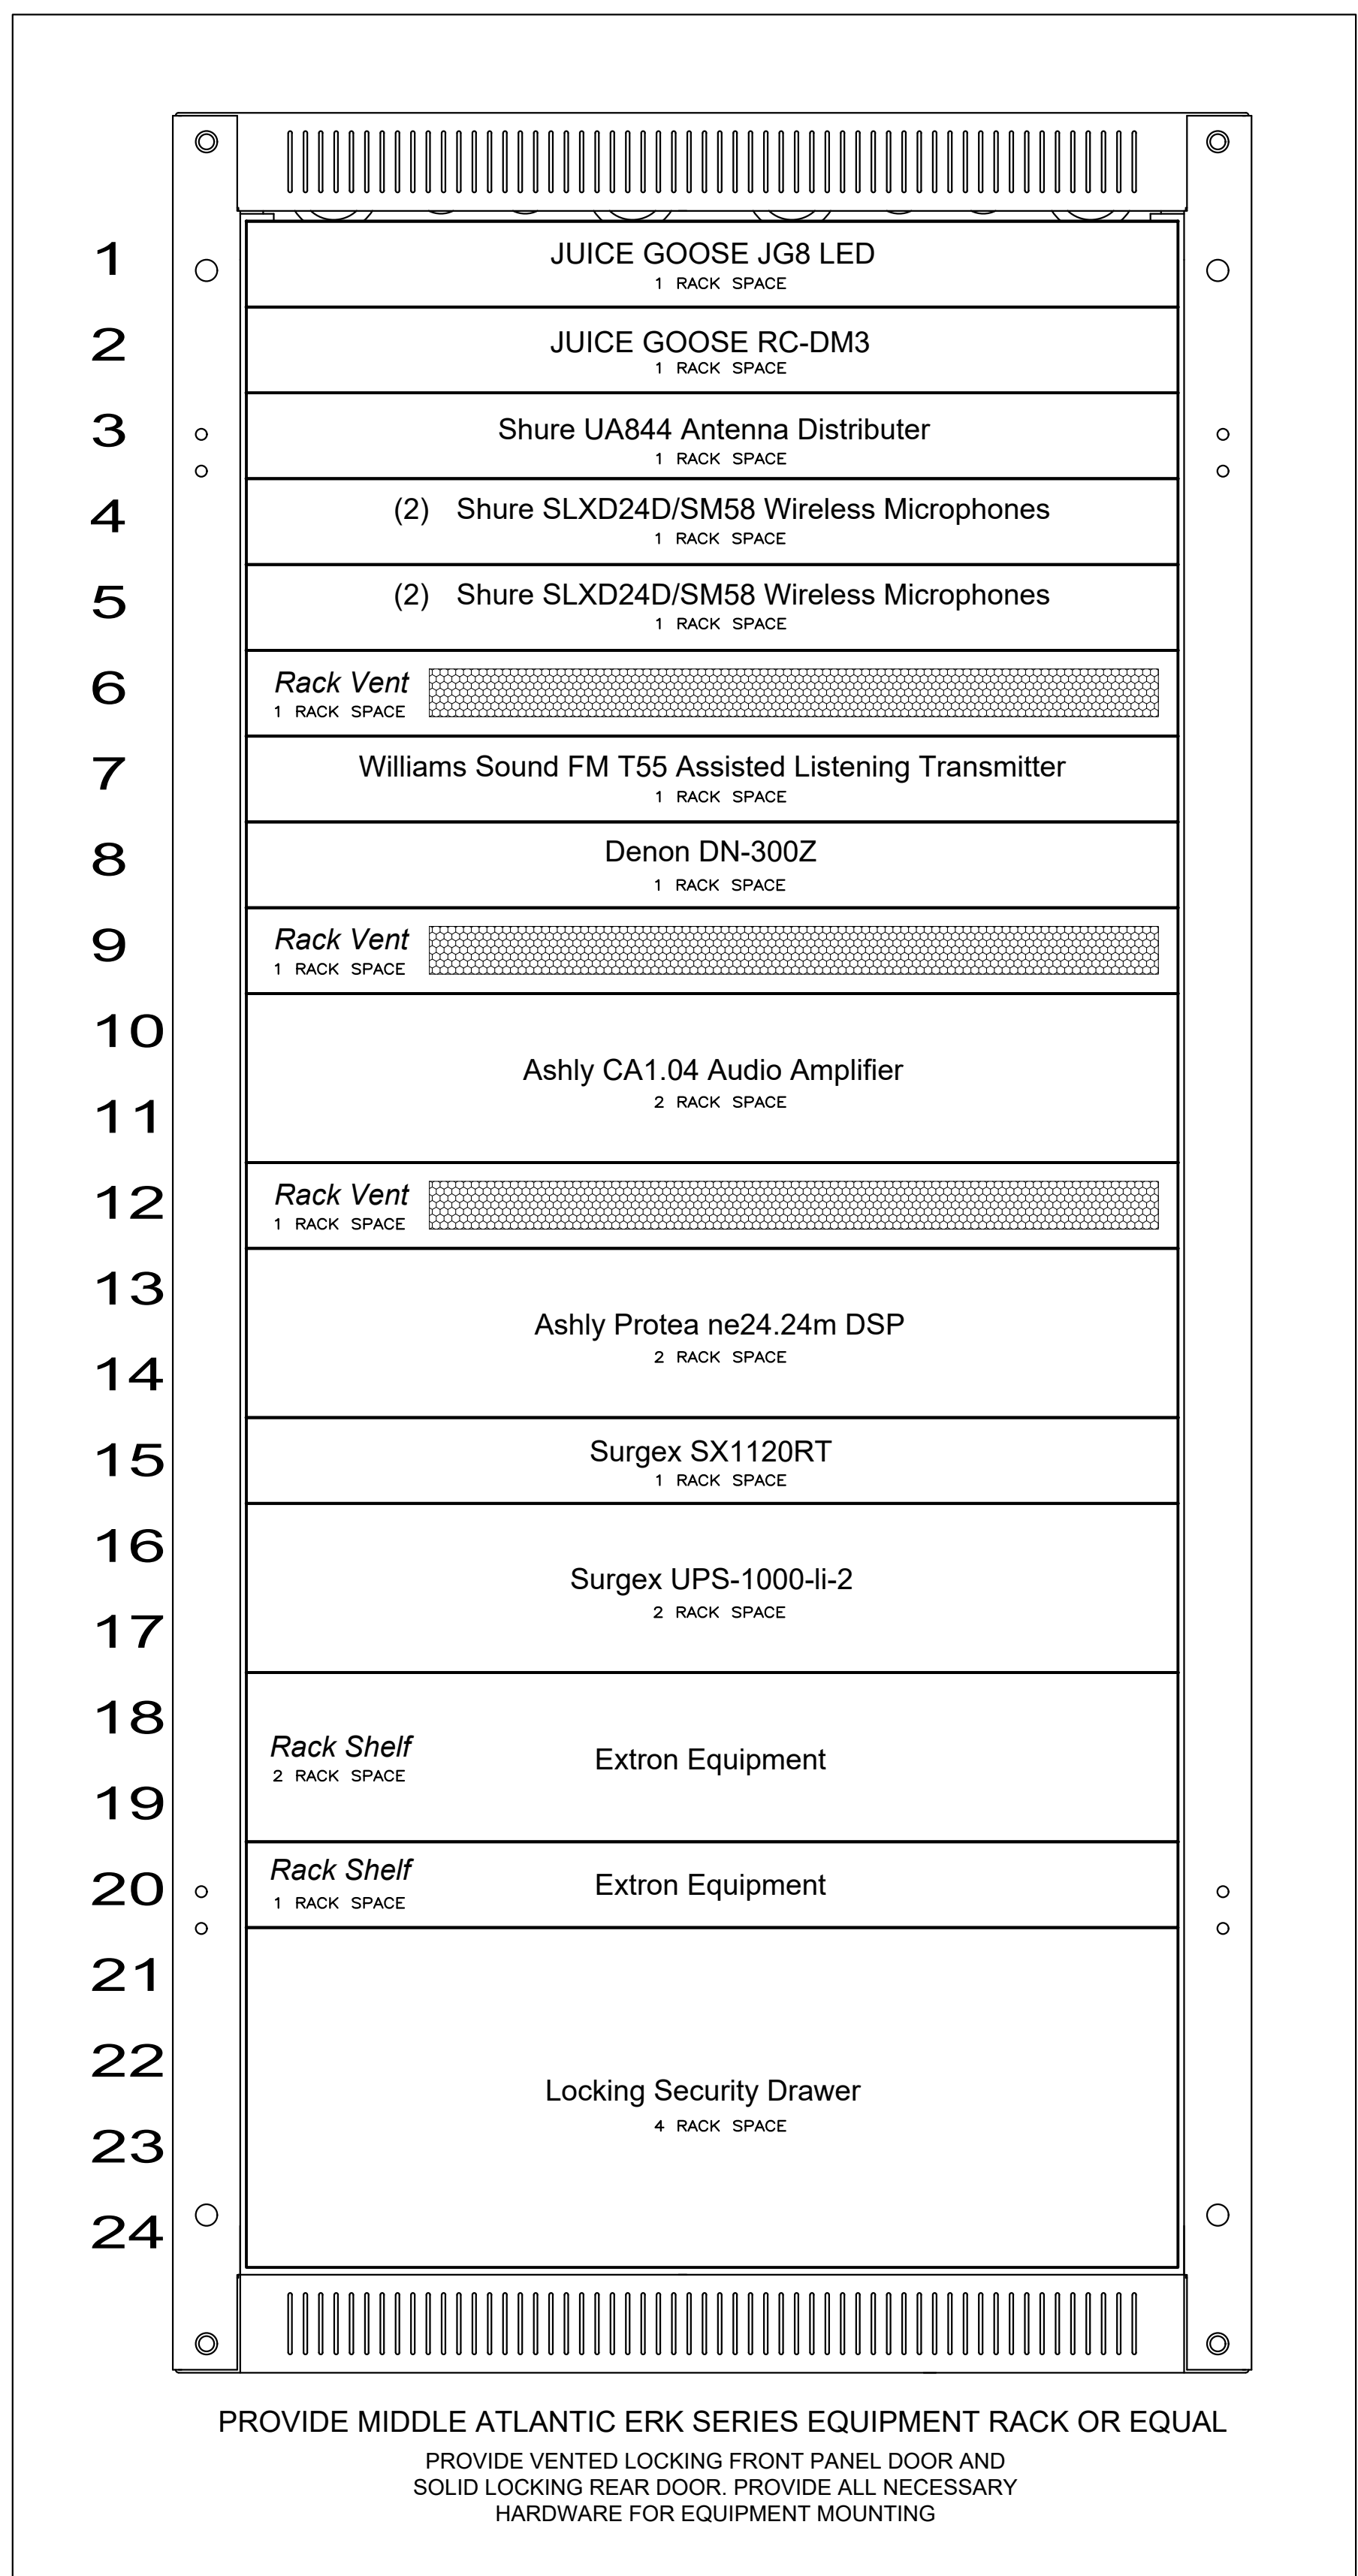 1
JUICE GOOSE JG8 LED
1 RACK SPACE
2
JUICE GOOSE RC-DM3
1 RACK SPACE
3
Shure UA844 Antenna Distributer
1 RACK SPACE
4
(2) Shure SLXD24D/SM58 Wireless Microphones
1 RACK SPACE
5
(2) Shure SLXD24D/SM58 Wireless Microphones
1 RACK SPACE
6
Rack Vent
1 RACK SPACE
7
Williams Sound FM T55 Assisted Listening Transmitter
1 RACK SPACE
8
Denon DN-300Z
1 RACK SPACE
9
Rack Vent
1 RACK SPACE
10
Ashly CA1.04 Audio Amplifier
2 RACK SPACE
11
12
Rack Vent
1 RACK SPACE
13
Ashly Protea ne24.24m DSP
2 RACK SPACE
14
15
Surgex SX1120RT
1 RACK SPACE
16
Surgex UPS-1000-li-2
2 RACK SPACE
17
18
Rack Shelf Extron Equipment
2 RACK SPACE
19
20
Rack Shelf Extron Equipment
1 RACK SPACE
21
22
Locking Security Drawer
4 RACK SPACE
23
24
PROVIDE MIDDLE ATLANTIC ERK SERIES EQUIPMENT RACK OR EQUAL
PROVIDE VENTED LOCKING FRONT PANEL DOOR AND
SOLID LOCKING REAR DOOR. PROVIDE ALL NECESSARY
HARDWARE FOR EQUIPMENT MOUNTING